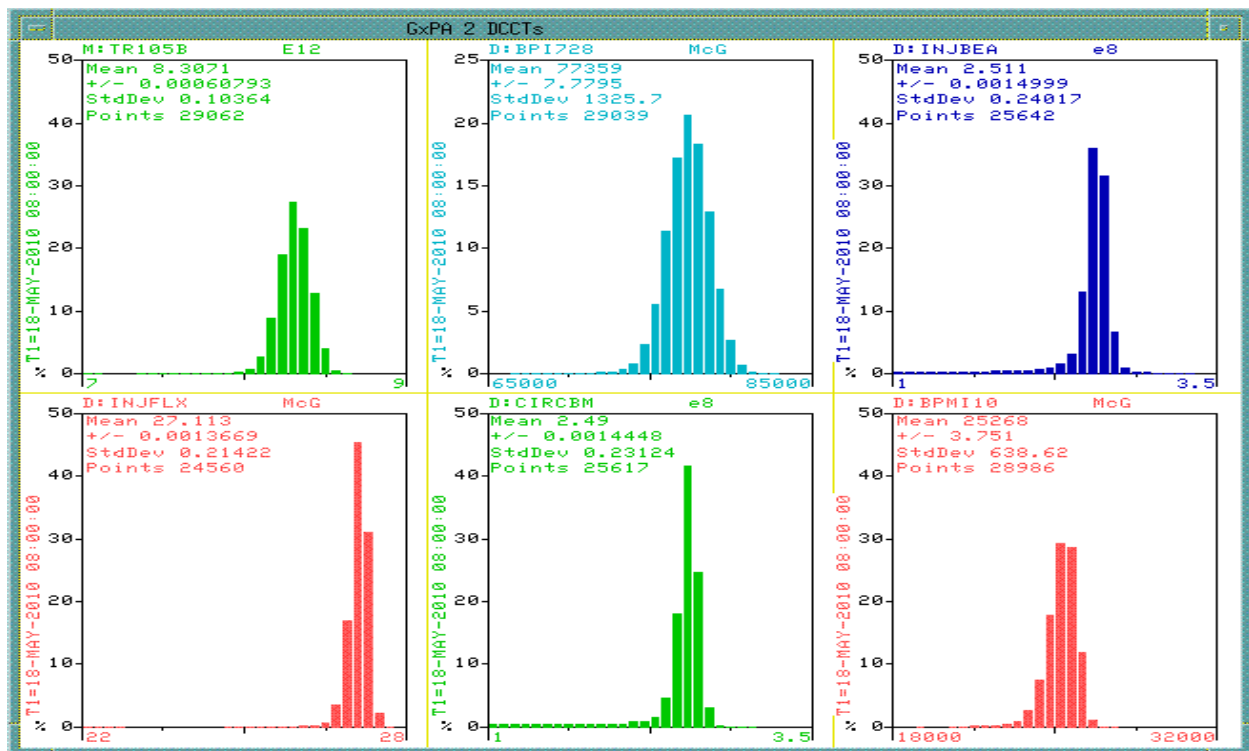 GxPA 2 DCCTs
M:TR105B E12
50
Mean 8.3071
+/- 0.00060793
StdDev 0.10364
Points 29062
40
30
20
10
% 0
7 9
T1=18-MAY-2010 08:00:00
D:BPI728 McG
25
Mean 77359
+/- 7.7795
StdDev 1325.7
Points 29039
20
15
10
5
% 0
65000 85000
T1=18-MAY-2010 08:00:00
D:INJBEA e8
50
Mean 2.511
+/- 0.0014999
StdDev 0.24017
Points 25642
40
30
20
10
% 0
1 3.5
T1=18-MAY-2010 08:00:00
D:INJFLX McG
50
Mean 27.113
+/- 0.0013669
StdDev 0.21422
Points 24560
40
30
20
10
% 0
22 28
T1=18-MAY-2010 08:00:00
D:CIRCBM e8
50
Mean 2.49
+/- 0.0014448
StdDev 0.23124
Points 25617
40
30
20
10
% 0
1 3.5
T1=18-MAY-2010 08:00:00
D:BPMI10 McG
50
Mean 25268
+/- 3.751
StdDev 638.62
Points 28986
40
30
20
10
% 0
18000 32000
T1=18-MAY-2010 08:00:00